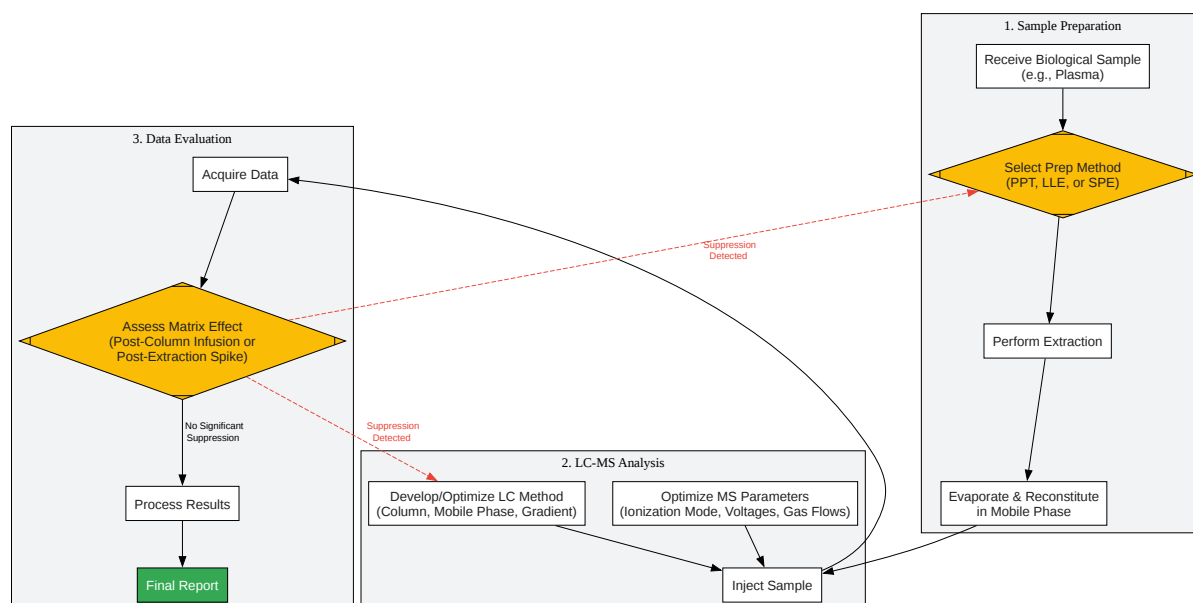 1. Sample Preparation
Receive Biological Sample
(e.g., Plasma)
Select Prep Method
(PPT, LLE, or SPE)
Perform Extraction
Evaporate & Reconstitute
in Mobile Phase
2. LC-MS Analysis
Develop/Optimize LC Method
(Column, Mobile Phase, Gradient)
Optimize MS Parameters
(Ionization Mode, Voltages, Gas Flows)
Inject Sample
3. Data Evaluation
Acquire Data
Assess Matrix Effect
(Post-Column Infusion or
Post-Extraction Spike)
Suppression
Detected
Suppression
Detected
No Significant
Suppression
Process Results
Final Report